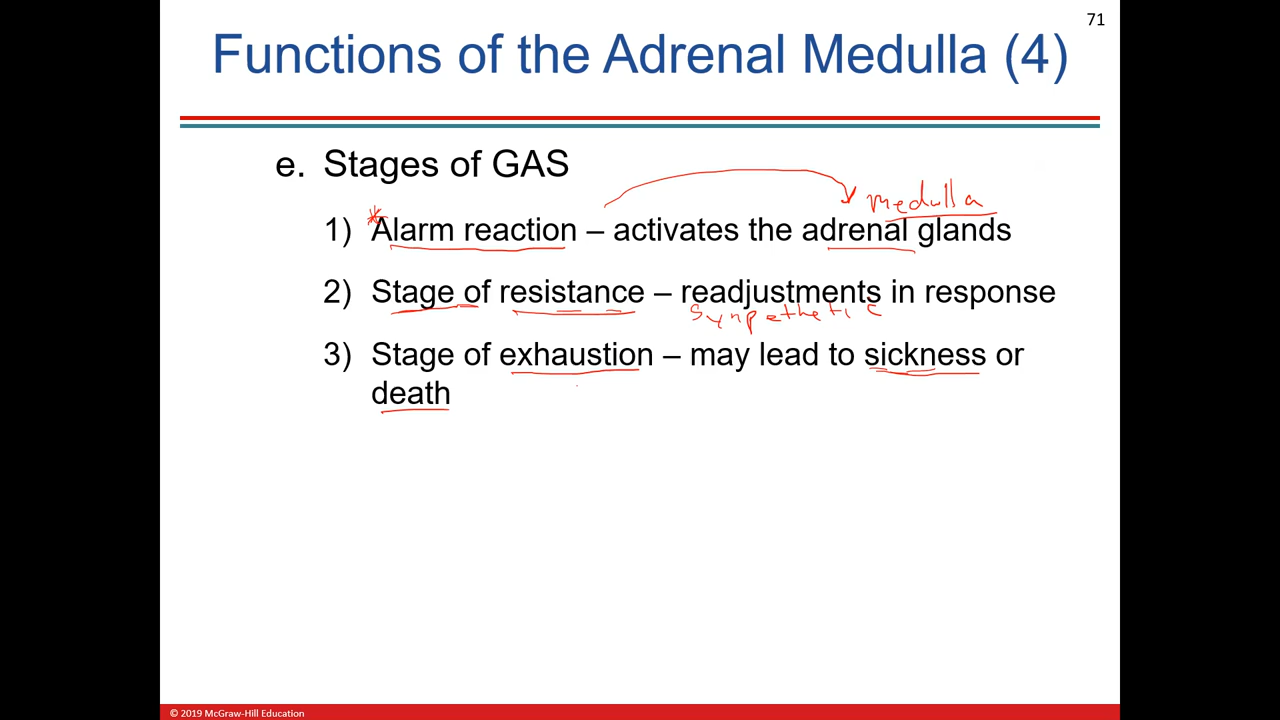 71
Functions of the Adrenal Medulla (4)
e. Stages of GAS
medulla
1) *Alarm reaction – activates the adrenal glands
2) Stage of resistance – readjustments in response
sympathetic
3) Stage of exhaustion – may lead to sickness or
death
© 2019 McGraw-Hill Education